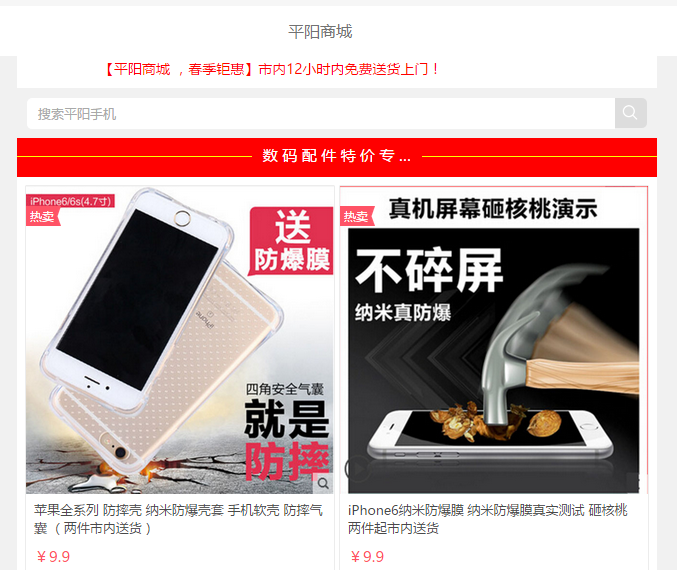 平阳商城
【平阳商城 ，春季钜惠】市内12小时内免费送货上门！
搜索平阳手机
数码配件特价专...
iPhone6/6s(4.7寸)
热卖
送
防爆膜
iPhone
四角安全气囊
就是
防摔
热卖
真机屏幕砸核桃演示
不碎屏
纳米真防爆
苹果全系列 防摔壳 纳米防爆壳套 手机软壳 防摔气
囊（两件市内送货）
￥9.9
iPhone6纳米防爆膜 纳米防爆膜真实测试 砸核桃
两件起市内送货
￥9.9